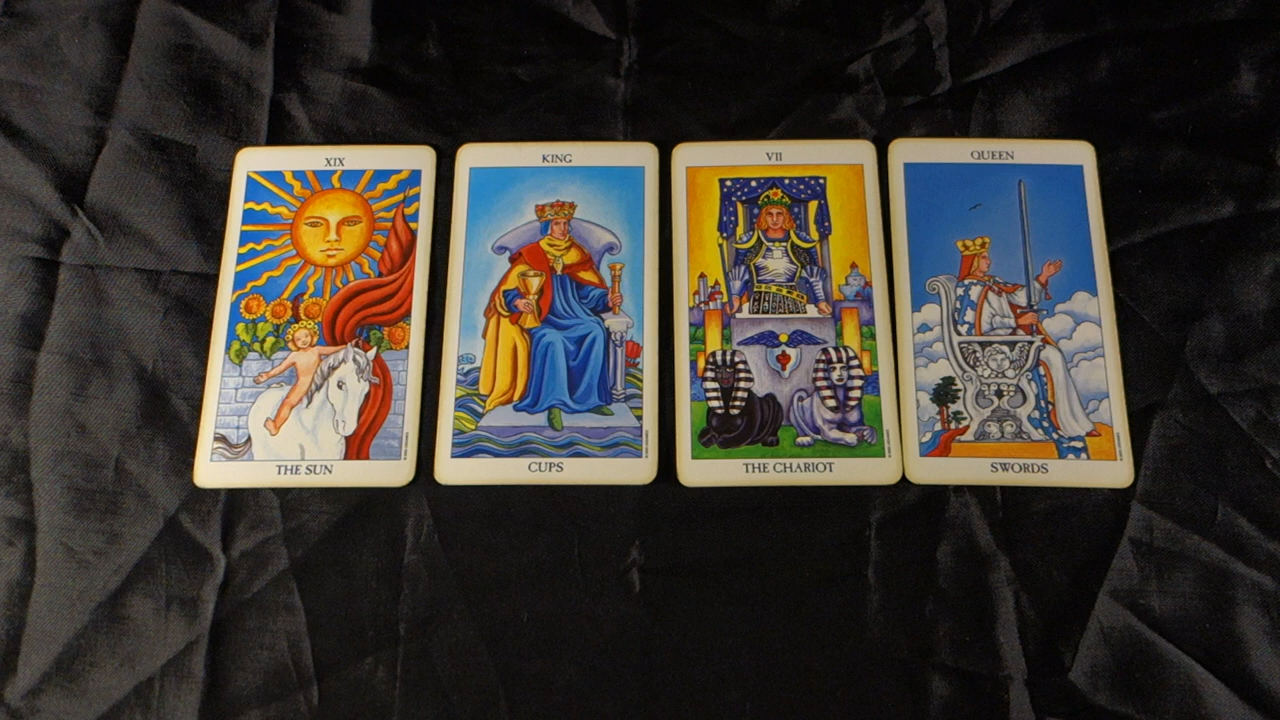 XIX
THE SUN
KING
CUPS
VII
THE CHARIOT
QUEEN
SWORDS